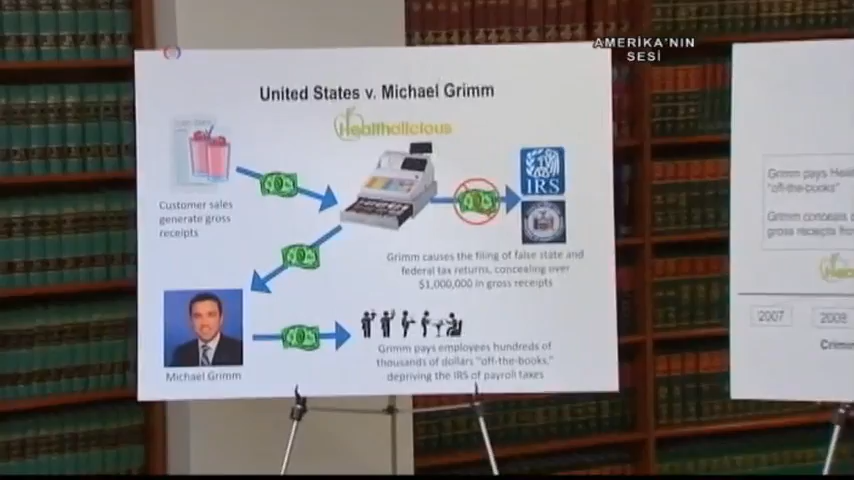 AMERİKA'NIN
SESİ
United States v. Michael Grimm
Healthalicious
IRS
Customer sales
generate gross
receipts
Grimm causes the filing of false state and
federal tax returns, concealing over
$1,000,000 in gross receipts
Michael Grimm
Grimm pays employees hundreds of
thousands of dollars "off-the-books,"
depriving the IRS of payroll taxes
Grimm pays
"off-the-books"
Grimm conceals
gross receipts
2007
2008